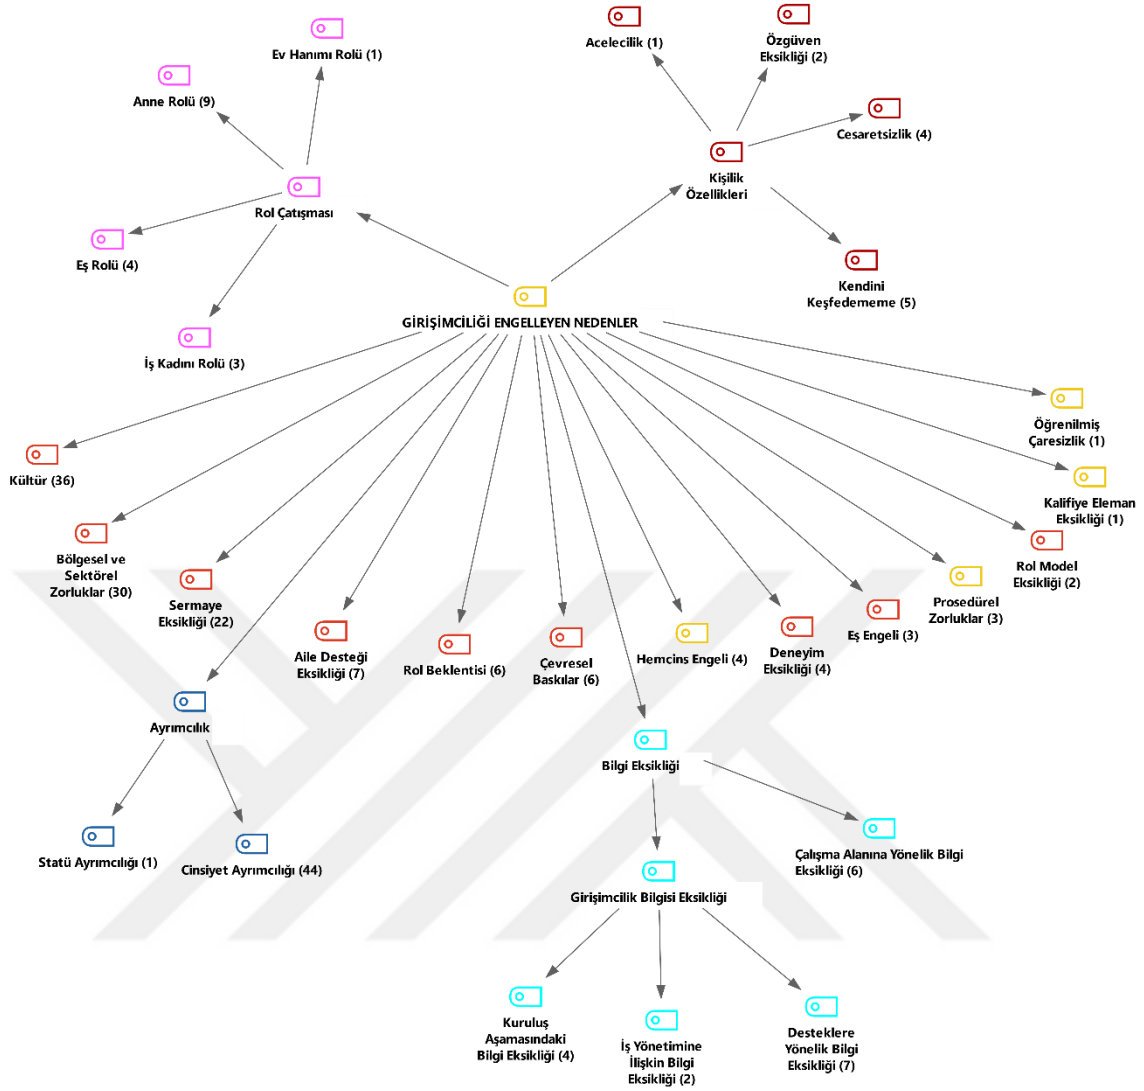 Ev Hanımı Rolü (1)
Acelecilik (1)
Özgüven
Eksikliği (2)
Anne Rolü (9)
Cesaretsizlik (4)
Kişilik
Özellikleri
Rol Çatışması
Eş Rolü (4)
Kendini
Keşfedememe (5)
GİRİŞİMCİLİĞİ ENGELLEYEN NEDENLER
İş Kadını Rolü (3)
Öğrenilmiş
Çaresizlik (1)
Kültür (36)
Kalifiye Eleman
Eksikliği (1)
Bölgesel ve
Sektörel
Zorluklar (30)
Rol Model
Eksikliği (2)
Sermaye
Eksikliği (22)
Prosedürel
Zorluklar (3)
Aile Desteği
Eksikliği (7)
Rol Beklentisi (6)
Çevresel
Baskılar (6)
Hemcins Engeli (4)
Deneyim
Eksikliği (4)
Eş Engeli (3)
Ayrımcılık
Bilgi Eksikliği
Statü Ayrımcılığı (1)
Cinsiyet Ayrımcılığı (44)
Çalışma Alanına Yönelik Bilgi
Eksikliği (6)
Girişimcilik Bilgisi Eksikliği
Kuruluş
Aşamasındaki
Bilgi Eksikliği (4)
İş Yönetimine
İlişkin Bilgi
Eksikliği (2)
Desteklere
Yönelik Bilgi
Eksikliği (7)